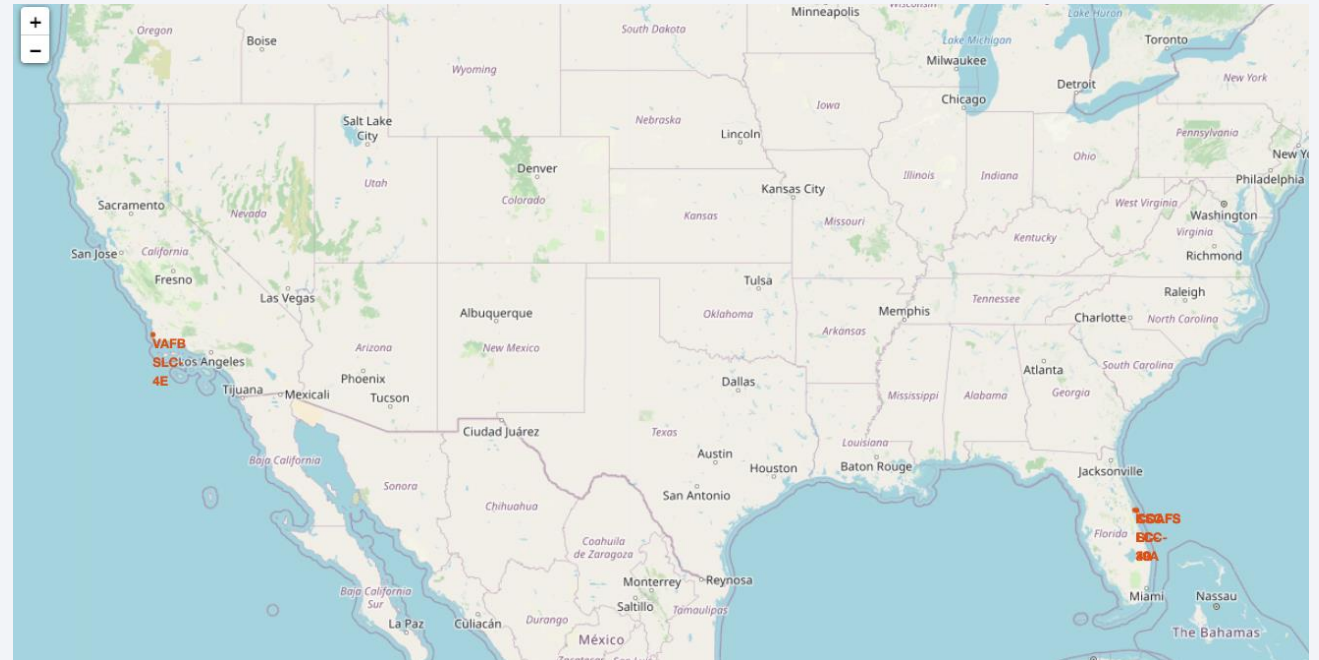 +
−
Oregon
Boise
South Dakota
Minneapolis
Lake Huron
Toronto
Wyoming
Lake Michigan
Milwaukee
Detroit
New York
Chicago
Iowa
Salt Lake
City
Nebraska
Lincoln
Pennsylvania
Ohio
Denver
Utah
Colorado
Illinois
Indiana
Philadelphia
Kansas City
Sacramento
Nevada
Kansas
Missouri
West Virginia
Washington
Virginia
San Jose
California
Kentucky
Richmond
Fresno
Las Vegas
Tulsa
Raleigh
Tennessee
Albuquerque
Oklahoma
Memphis
Charlotte
North Carolina
Arkansas
VAFB
SLC-
4E
Los Angeles
Arizona
New Mexico
Atlanta
South Carolina
Phoenix
Tucson
Dallas
Tijuana
Mexicali
Mississippi
Alabama
Georgia
Ciudad Juárez
Texas
Louisiana
Austin
Houston
Baton Rouge
Jacksonville
Baja California
Sonora
San Antonio
Chihuahua
Florida
Coahuila
de Zaragoza
Monterrey
Reynosa
Baja California
Sur
Saltillo
Tamaulipas
Miami
Nassau
La Paz
Culiacán
Durango
México
The Bahamas